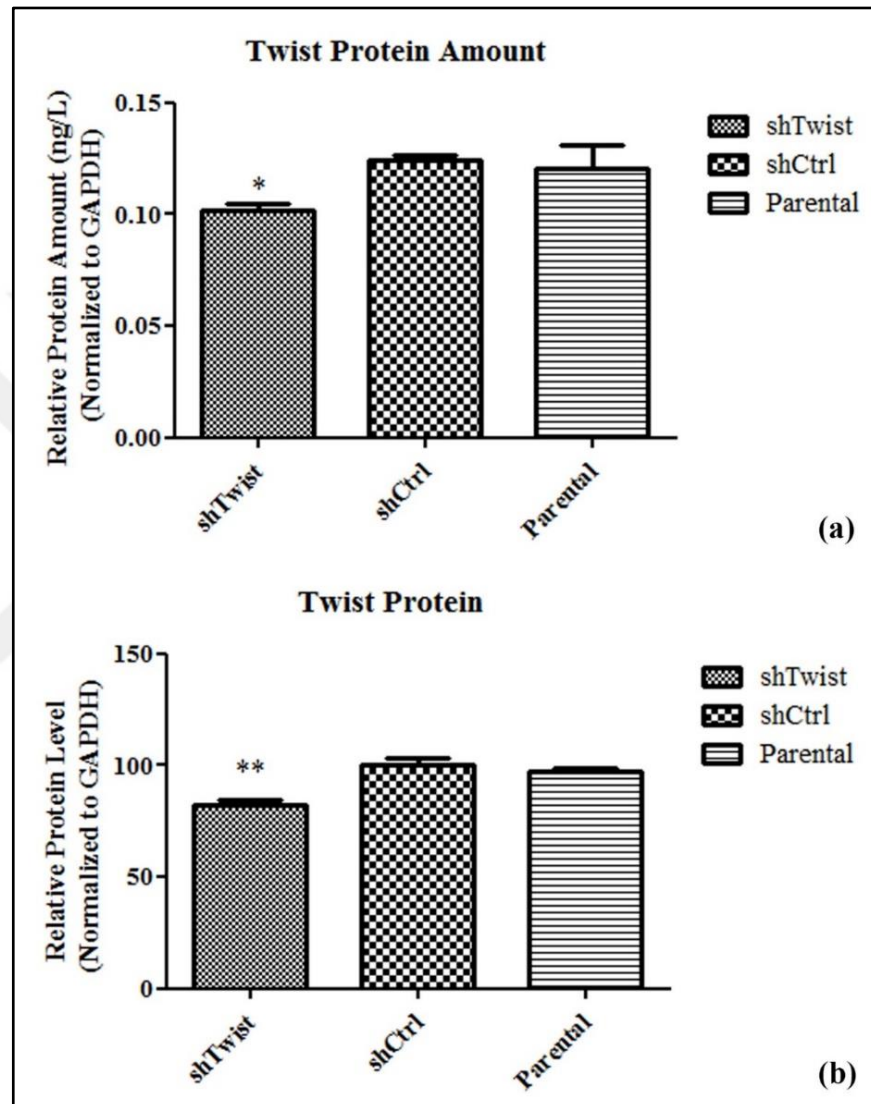 Twist Protein Amount
Relative Protein Amount (ng/L)
(Normalized to GAPDH)
0.15
0.10
0.05
0.00
*
shTwist
shCtrl
Parental
shTwist
shCtrl
Parental
(a)
Twist Protein
Relative Protein Level
(Normalized to GAPDH)
150
100
50
0
**
shTwist
shCtrl
Parental
shTwist
shCtrl
Parental
(b)